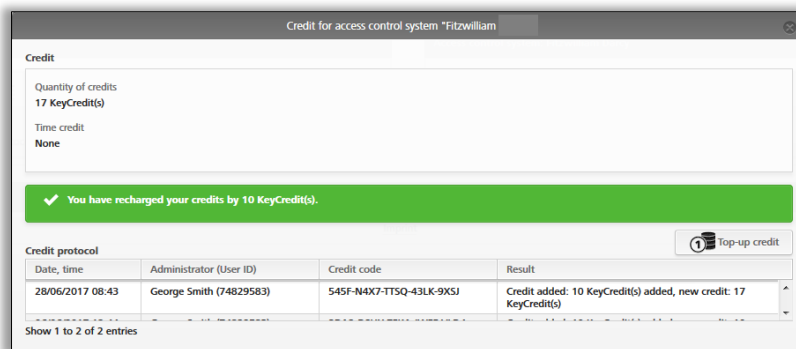 Credit for access control system "Fitzwilliam
Credit
Quantity of credits
17 KeyCredit(s)
Time credit
None
You have recharged your credits by 10 KeyCredit(s).
1 Top-up credit
Credit protocol
Date, time Administrator (User ID) Credit code Result
28/06/2017 08:43 George Smith (74829583) 545F-N4X7-TTSQ-43LK-9XSJ Credit added: 10 KeyCredit(s) added, new credit: 17
KeyCredit(s)
Show 1 to 2 of 2 entries